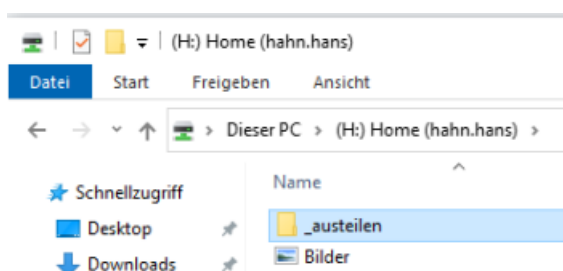 (H:) Home (hahn.hans)
Datei Start Freigeben Ansicht
Dieser PC > (H:) Home (hahn.hans) >
Schnellzugriff
Desktop
Downloads
Name
_austeilen
Bilder